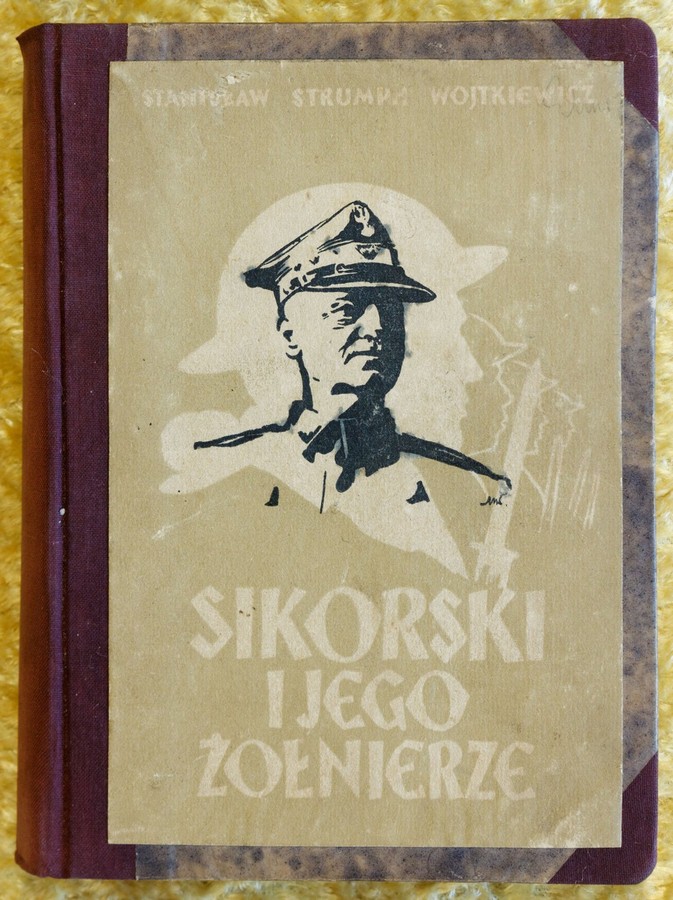 STANISŁAW STRUMPH WOJTKIEWICZ
SIKORSKI
I JEGO
ŻOŁNIERZE